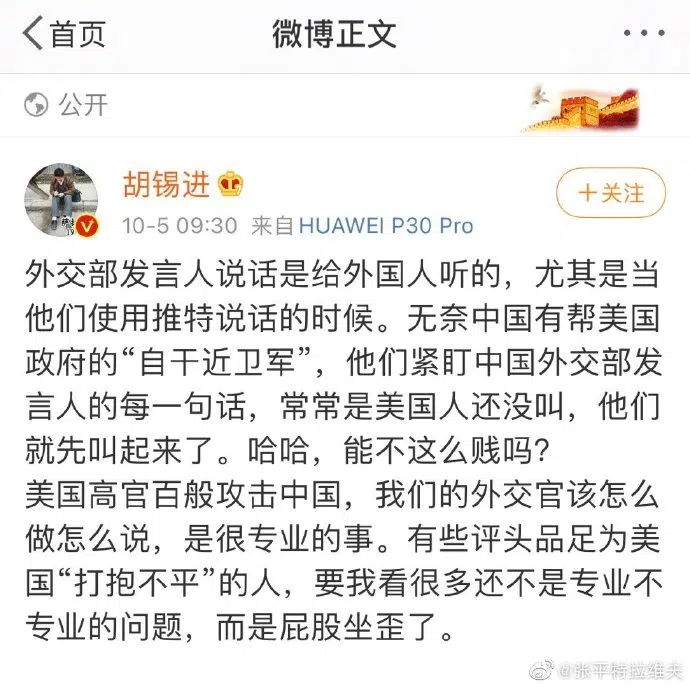 首页
微博正文
公开
胡锡进
10-5 09:30 来自 HUAWEI P30 Pro
+关注
外交部发言人说话是给外国人听的，尤其是当
他们使用推特说话的时候。无奈中国有帮美国
政府的“自干近卫军”，他们紧盯中国外交部发
言人的每一句话，常常是美国人还没叫，他们
就先叫起来了。哈哈，能不这么贱吗？
美国高官百般攻击中国，我们的外交官该怎么
做怎么说，是很专业的事。有些评头品足为美
国“打抱不平”的人，要我看很多还不是专业不
专业的问题，而是屁股坐歪了。
@张平特拉维夫